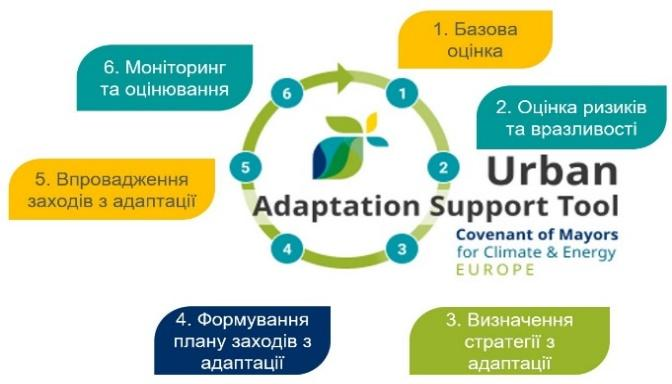 1. Базова
оцінка
2. Оцінка ризиків
та вразливості
3. Визначення
стратегії з
адаптації
4. Формування
плану заходів з
адаптації
5. Впровадження
заходів з адаптації
6. Моніторинг
та оцінювання
6
1
5
2
4
3
Urban
Adaptation Support Tool
Covenant of Mayors
for Climate & Energy
EUROPE